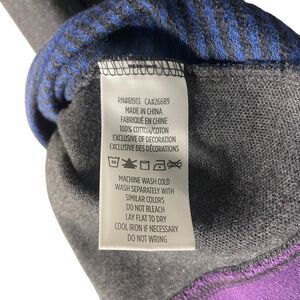 RN#81913 CA#26689
MADE IN CHINA
FABRIQUÉ EN CHINE
100% COTTON/COTON
EXCLUSIVE OF DECORATION
EXCLUSIVE DES DÉCORATIONS
MACHINE WASH COLD
WASH SEPARATELY WITH
SIMILAR COLORS
DO NOT BLEACH
LAY FLAT TO DRY
COOL IRON IF NECESSARY
DO NOT WRING